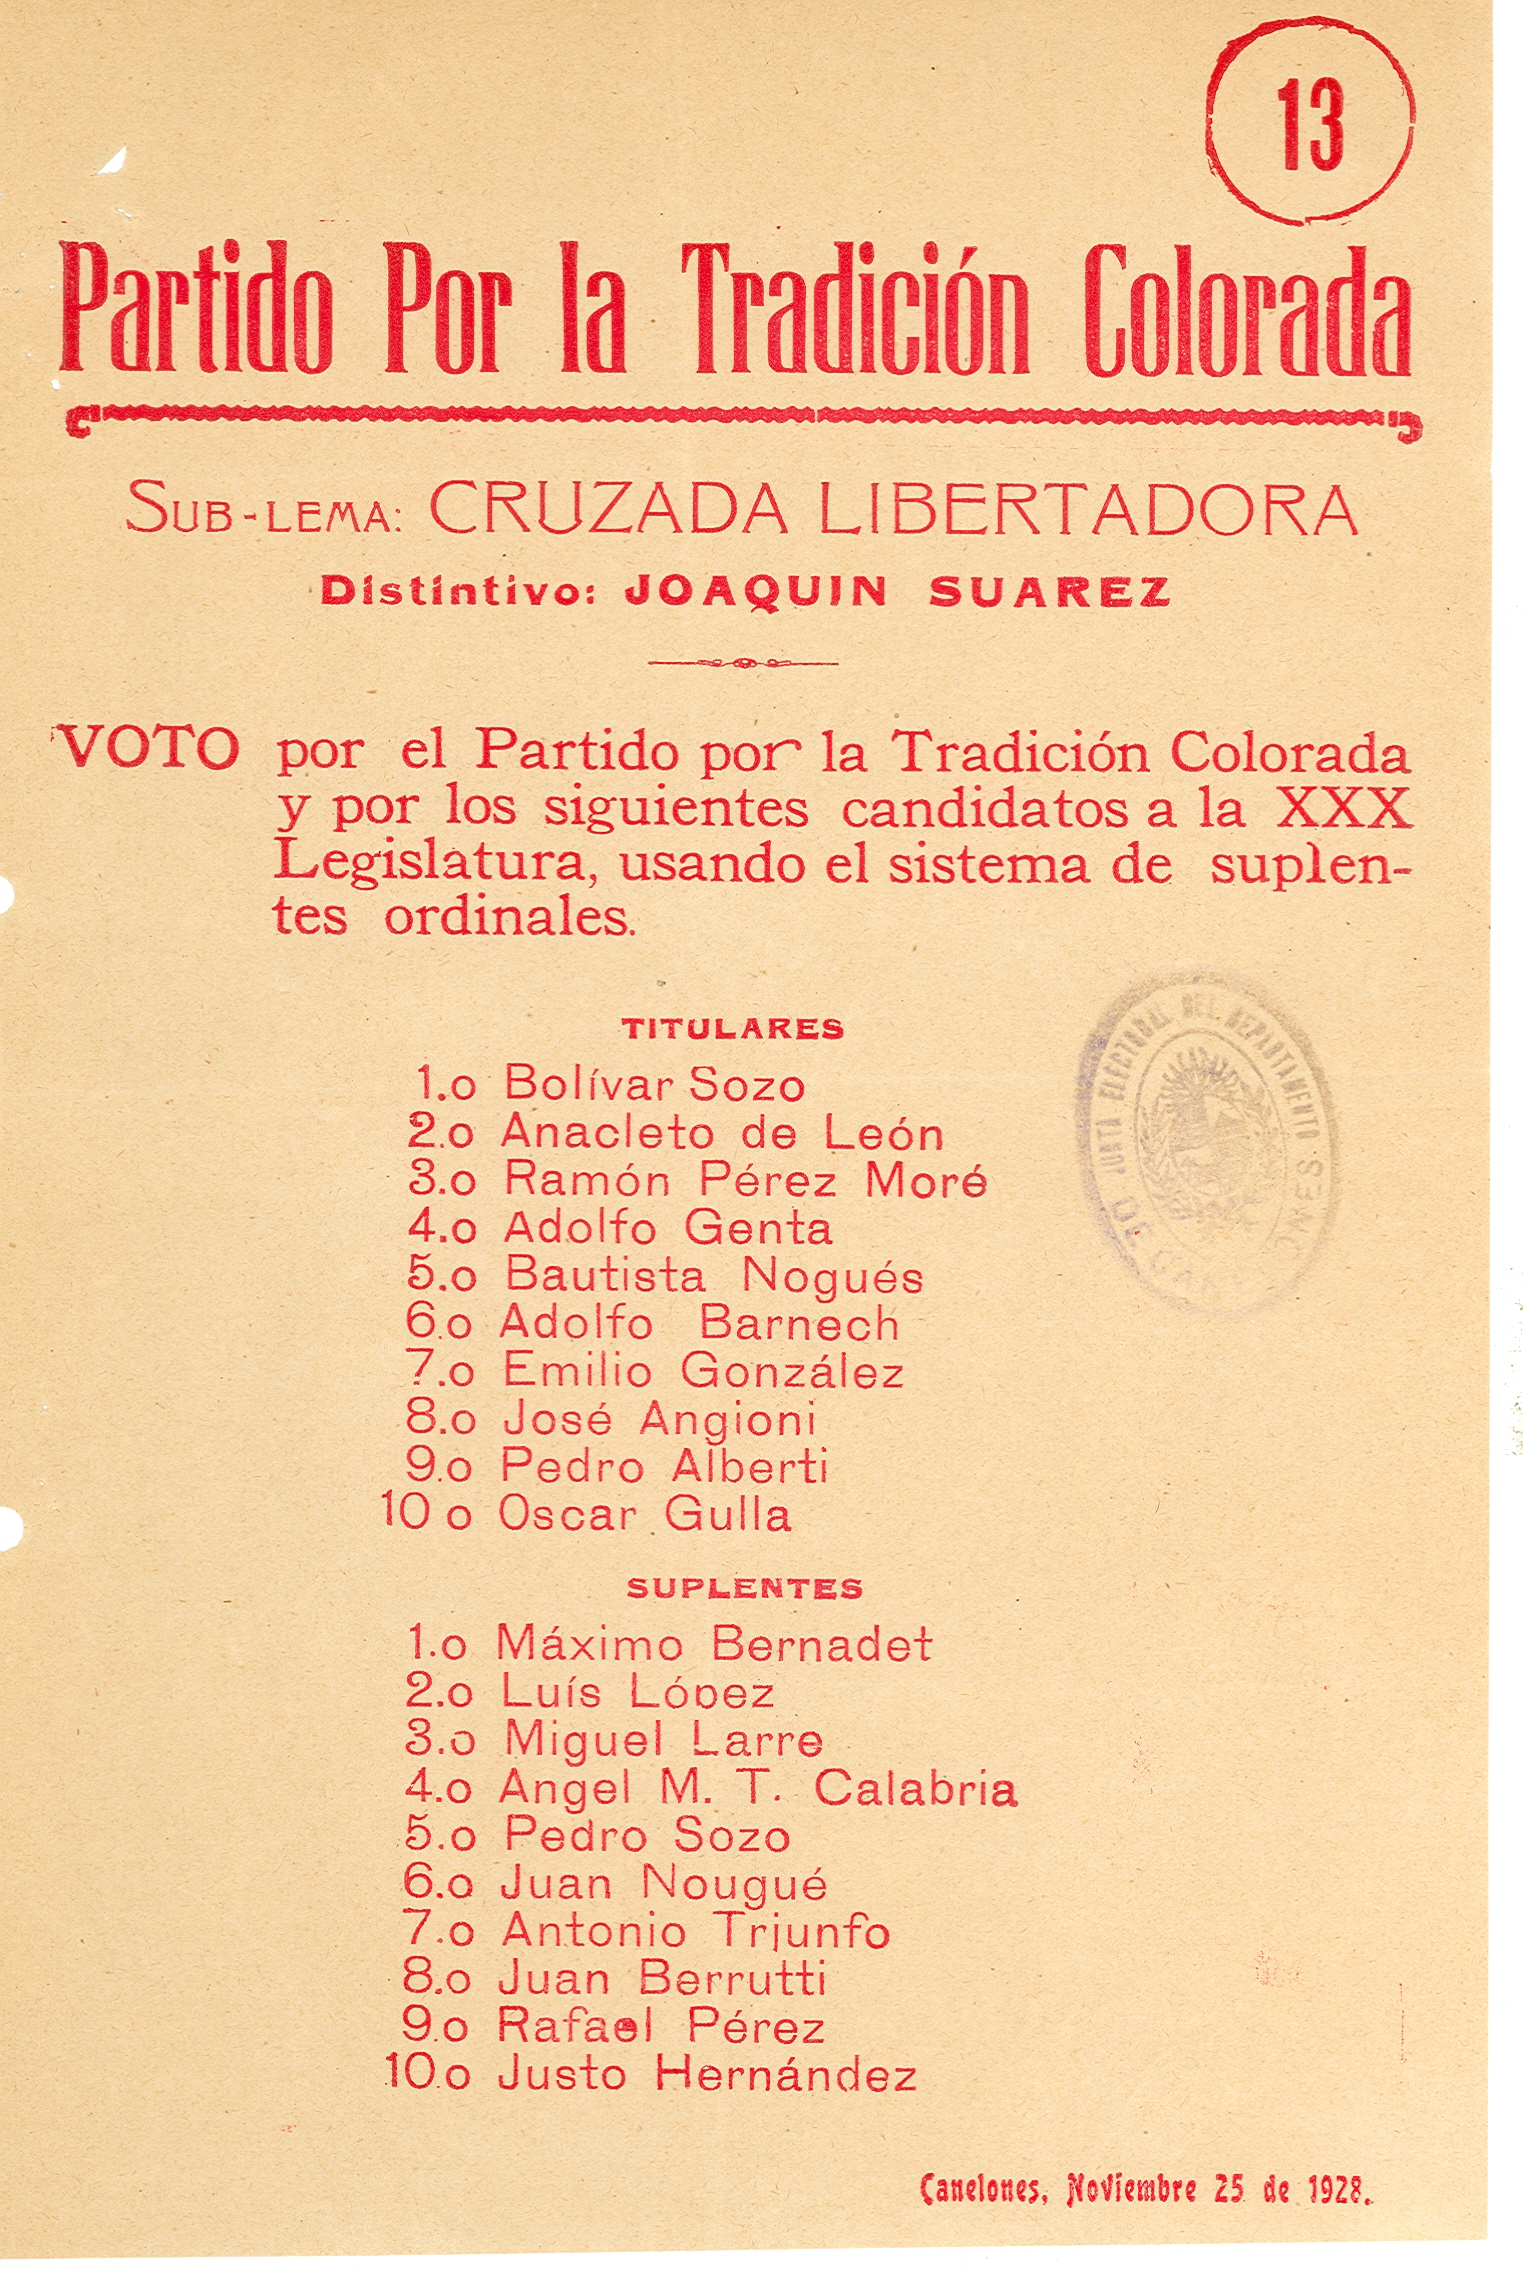 13
Partido Por la Tradición Colorada
SUB-LEMA: CRUZADA LIBERTADORA
Distintivo: JOAQUIN SUAREZ
VOTO por el Partido por la Tradición Colorada
y por los siguientes candidatos a la XXX
Legislatura, usando el sistema de suplen-
tes ordinales.
TITULARES
1.o Bolívar Sozo
2.o Anacleto de León
3.o Ramón Pérez Moré
4.o Adolfo Genta
5.o Bautista Nogués
6.o Adolfo Barnech
7.o Emilio González
8.o José Angioni
9.o Pedro Alberti
10 o Oscar Gulla
JUNTA ELECTORAL DEL DEPARTAMENTO
SUPLENTES
1.o Máximo Bernadet
2.o Luís López
3.o Miguel Larre
4.o Angel M. T. Calabria
5.o Pedro Sozo
6.o Juan Nougué
7.o Antonio Triunfo
8.o Juan Berrutti
9.o Rafael Pérez
10.o Justo Hernández
Canelones, Noviembre 25 de 1928.